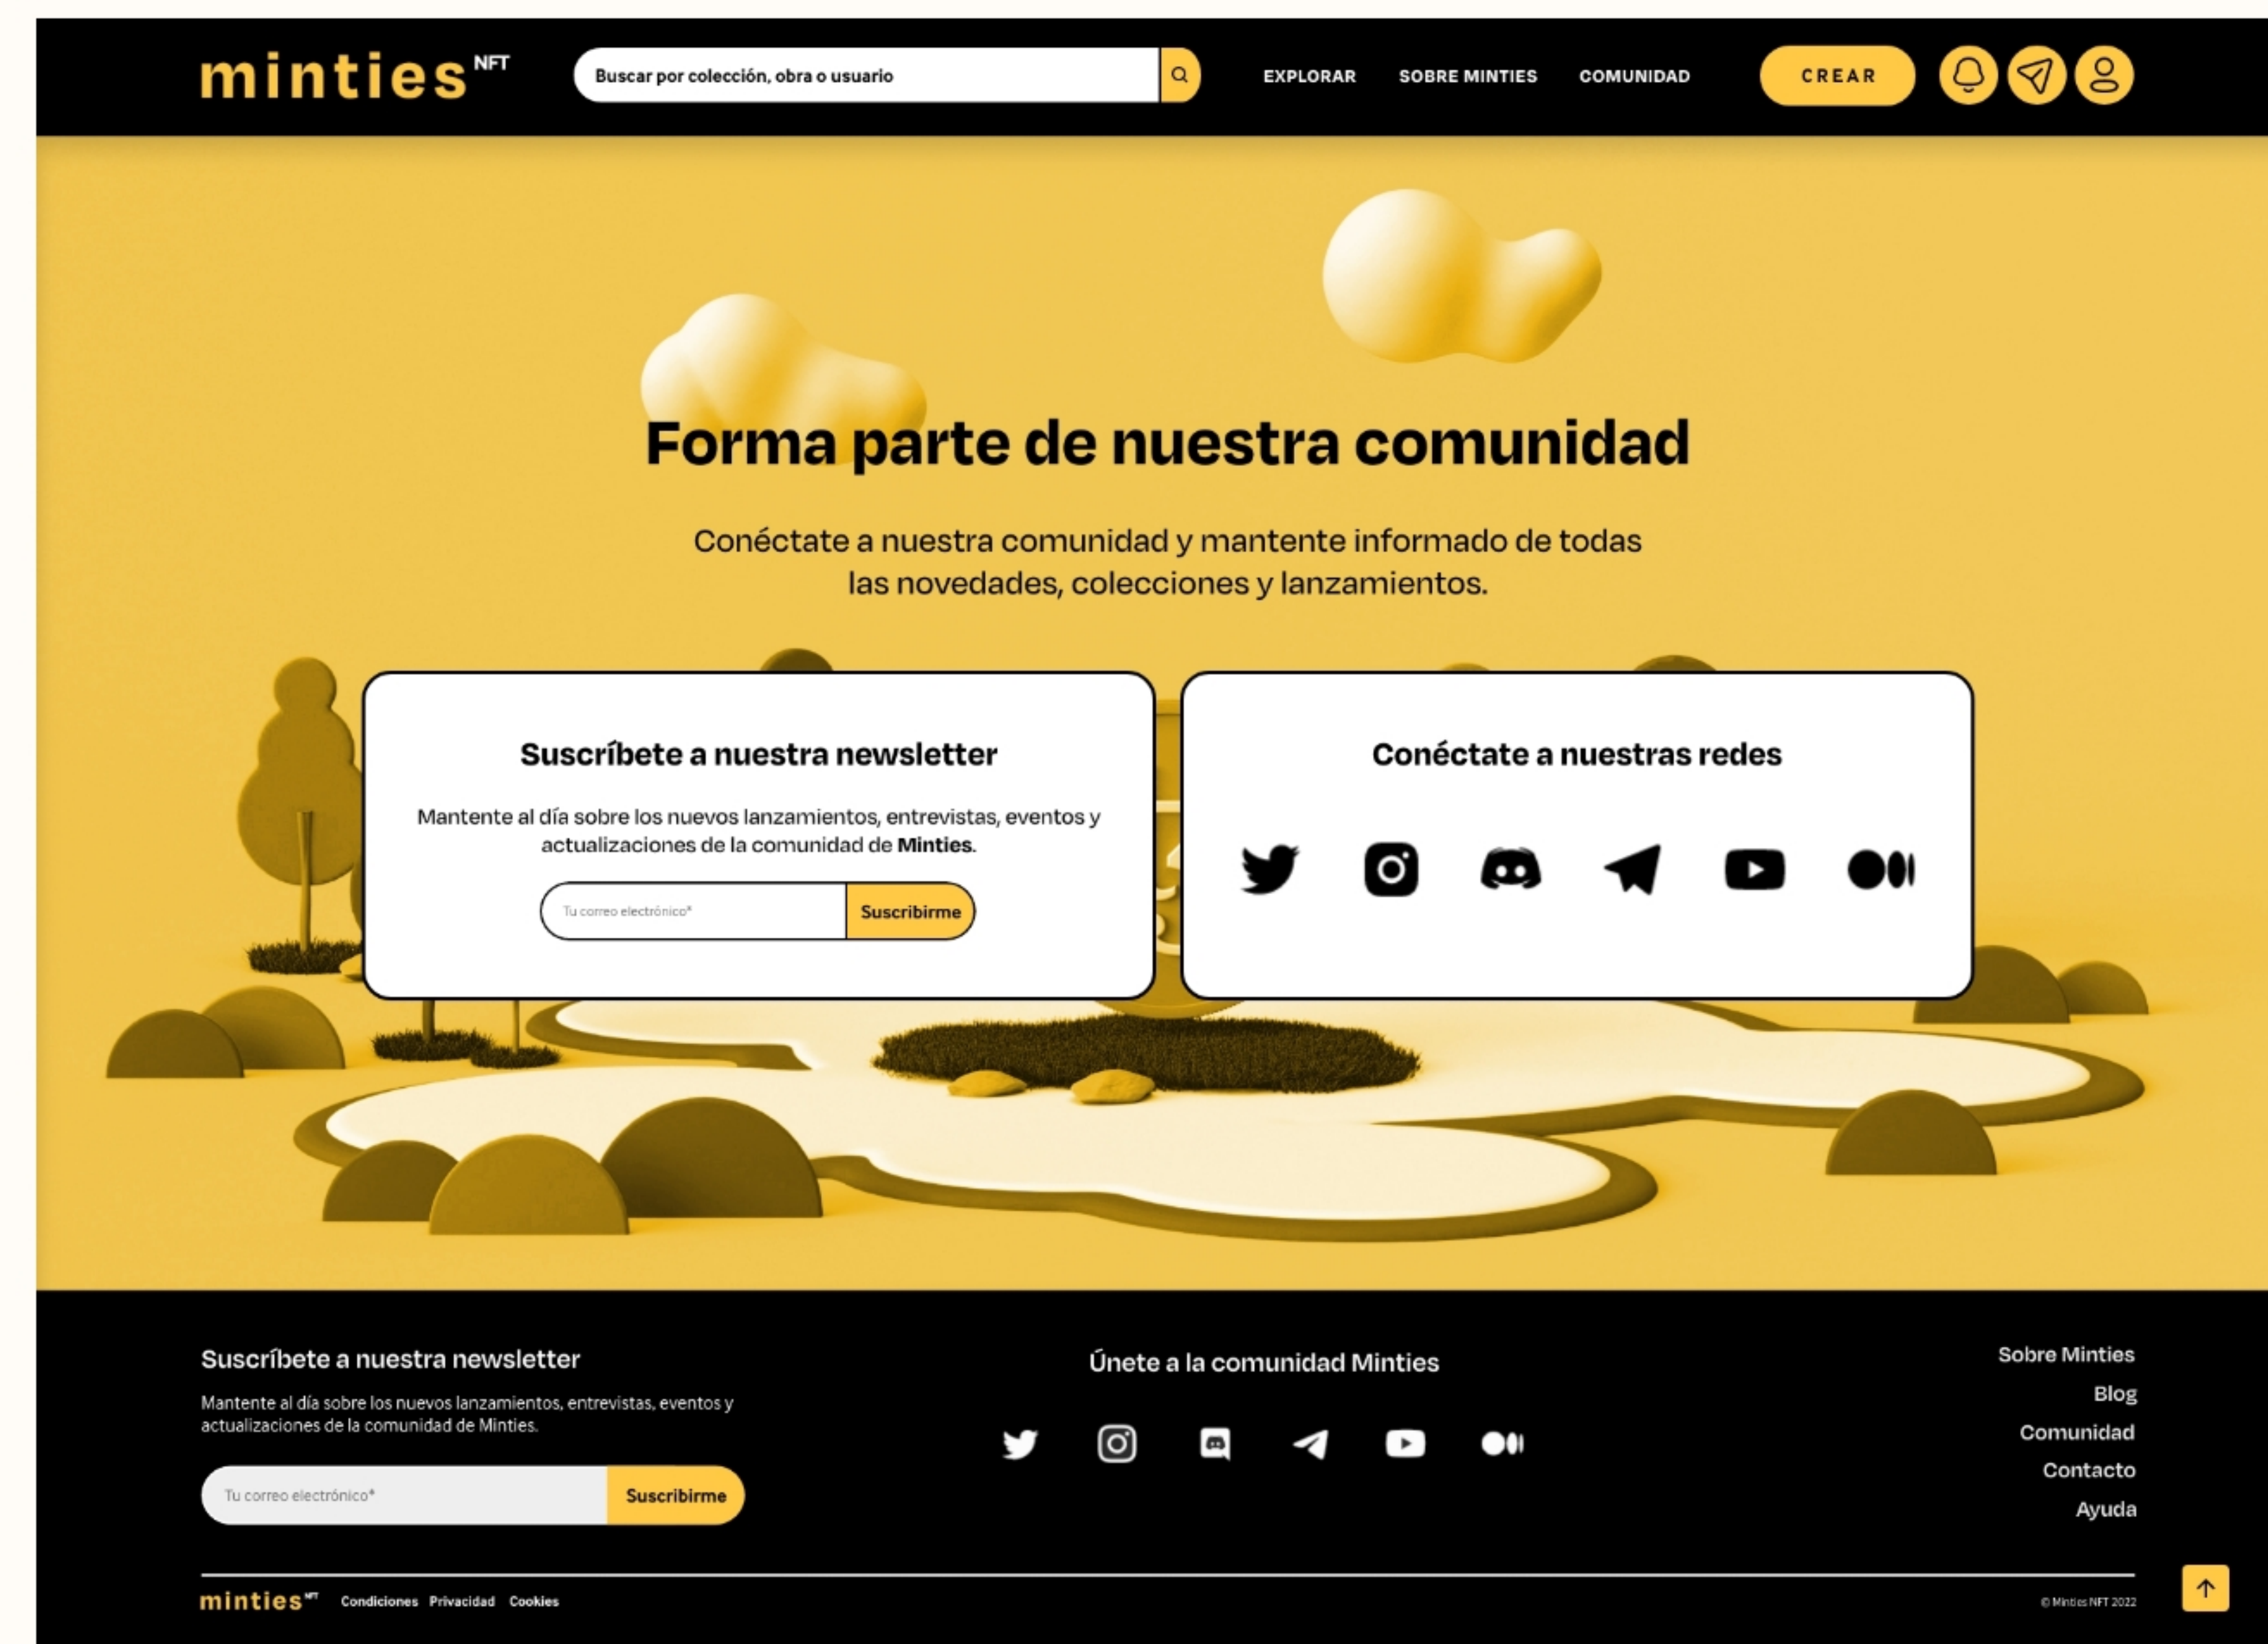 minties NFT
Buscar por colección, obra o usuario
EXPLORAR
SOBRE MINTIES
COMUNIDAD
CREAR
Forma parte de nuestra comunidad
Conéctate a nuestra comunidad y mantente informado de todas
las novedades, colecciones y lanzamientos.
Suscríbete a nuestra newsletter
Mantente al día sobre los nuevos lanzamientos, entrevistas, eventos y
actualizaciones de la comunidad de Minties.
Tu correo electrónico*
Suscribirme
Conéctate a nuestras redes
Suscríbete a nuestra newsletter
Mantente al día sobre los nuevos lanzamientos, entrevistas, eventos y
actualizaciones de la comunidad de Minties.
Tu correo electrónico*
Suscribirme
Únete a la comunidad Minties
Sobre Minties
Blog
Comunidad
Contacto
Ayuda
minties NFT
Condiciones
Privacidad
Cookies
© Minties NFT 2022